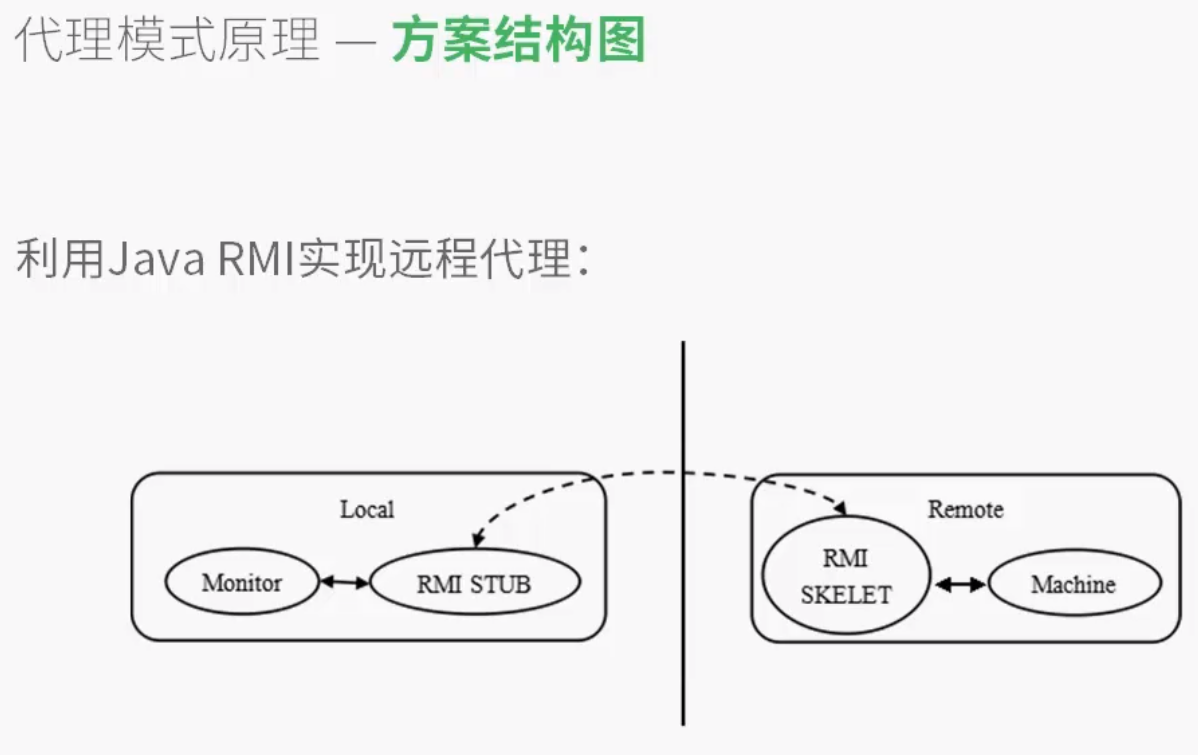 代理模式原理 — 方案结构图
利用Java RMI实现远程代理：
Local
Monitor
RMI STUB
Remote
RMI
SKELET
Machine